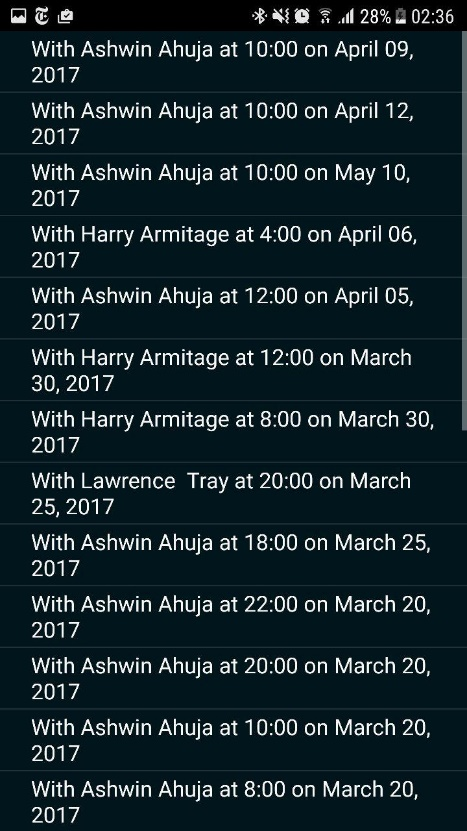 28% 02:36
With Ashwin Ahuja at 10:00 on April 09,
2017
With Ashwin Ahuja at 10:00 on April 12,
2017
With Ashwin Ahuja at 10:00 on May 10,
2017
With Harry Armitage at 4:00 on April 06,
2017
With Ashwin Ahuja at 12:00 on April 05,
2017
With Harry Armitage at 12:00 on March
30, 2017
With Harry Armitage at 8:00 on March 30,
2017
With Lawrence  Tray at 20:00 on March
25, 2017
With Ashwin Ahuja at 18:00 on March 25,
2017
With Ashwin Ahuja at 22:00 on March 20,
2017
With Ashwin Ahuja at 20:00 on March 20,
2017
With Ashwin Ahuja at 10:00 on March 20,
2017
With Ashwin Ahuja at 8:00 on March 20,
2017